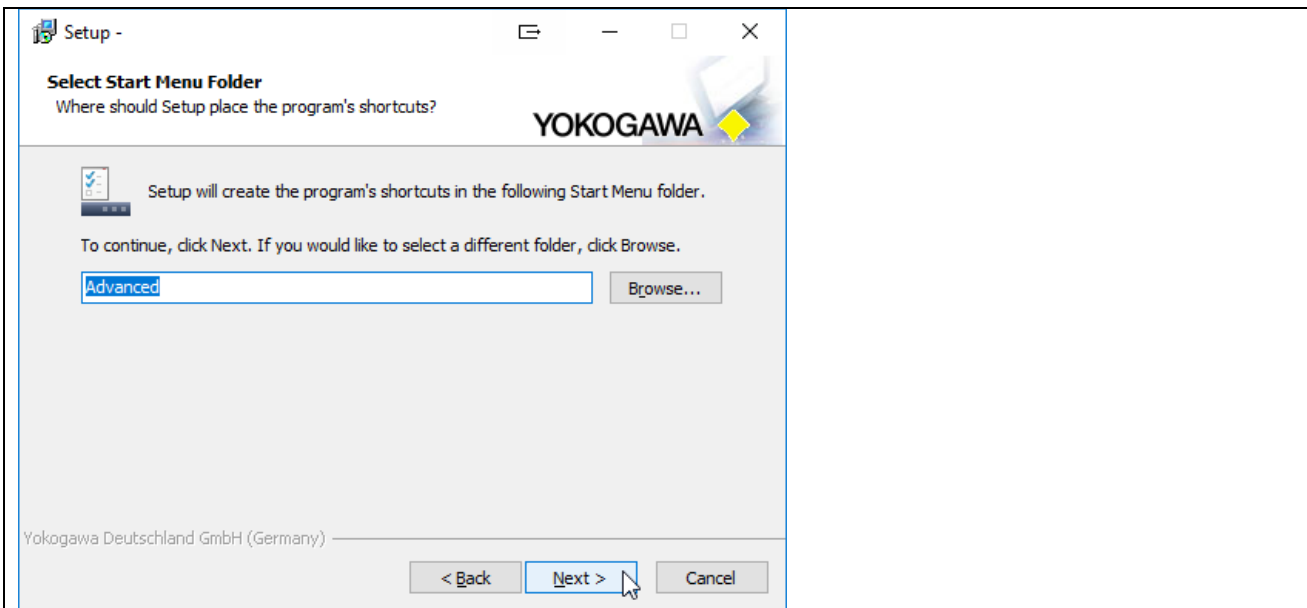 Setup -
Select Start Menu Folder
Where should Setup place the program's shortcuts?
YOKOGAWA
Setup will create the program's shortcuts in the following Start Menu folder.
To continue, click Next. If you would like to select a different folder, click Browse.
Advanced
Browse...
Yokogawa Deutschland GmbH (Germany)
< Back
Next >
Cancel